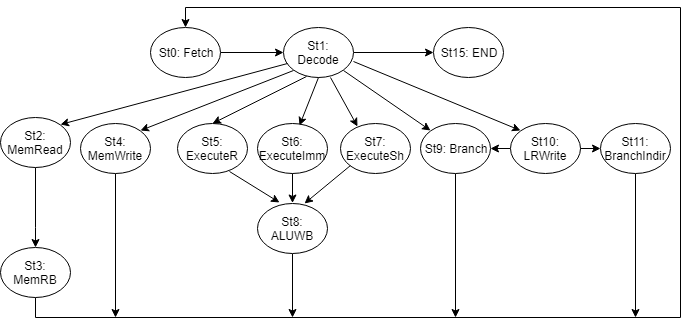 St0: Fetch
St1:
Decode
St15: END
St2:
MemRead
St4:
MemWrite
St5:
ExecuteR
St6:
ExecuteImm
St7:
ExecuteSh
St9: Branch
St10:
LRWrite
St11:
BranchIndir
St8:
ALUWB
St3:
MemRB